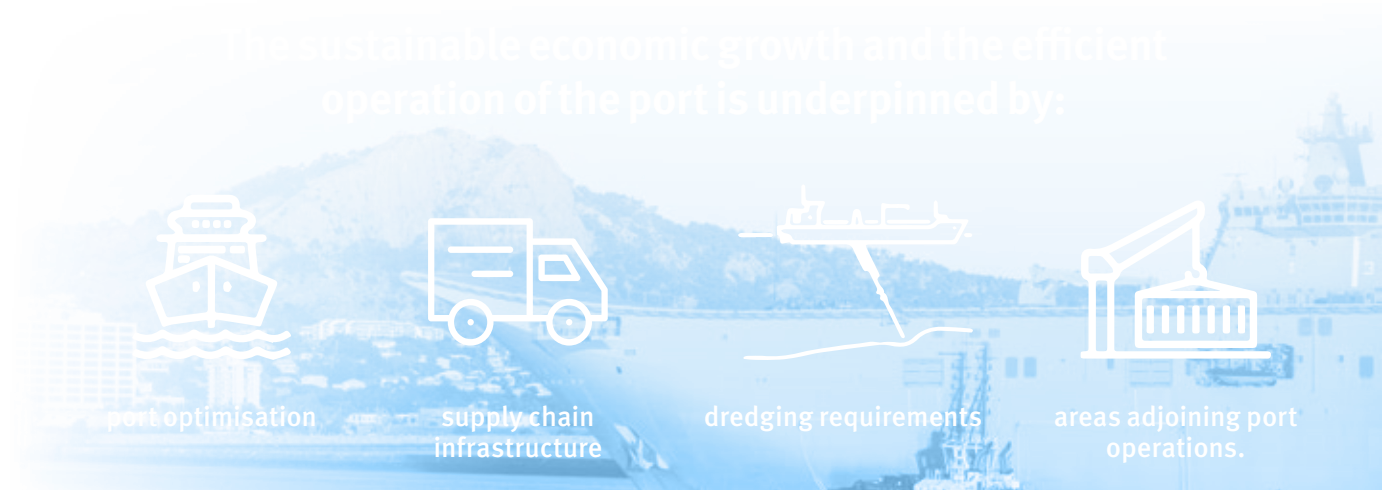 The sustainable economic growth and the efficient
operation of the port is underpinned by:
port optimisation
supply chain
infrastructure
dredging requirements
areas adjoining port
operations.